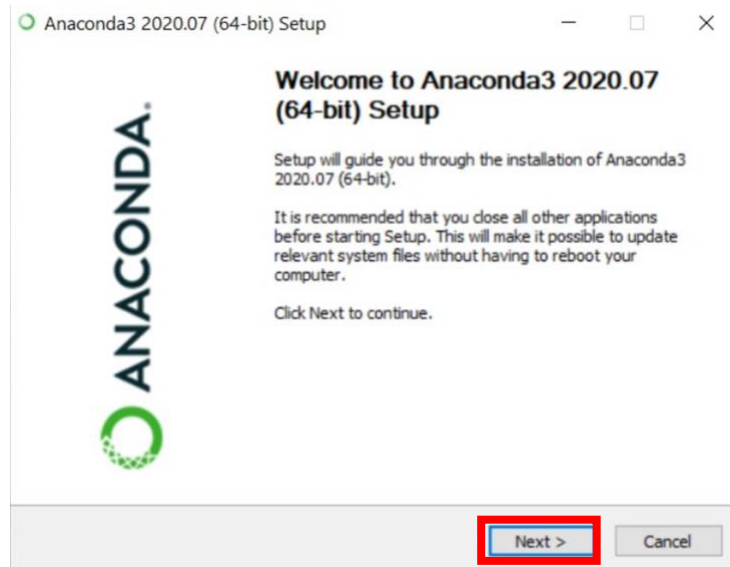 Anaconda3 2020.07 (64-bit) Setup
Welcome to Anaconda3 2020.07
(64-bit) Setup
Setup will guide you through the installation of Anaconda3
2020.07 (64-bit).
It is recommended that you close all other applications
before starting Setup. This will make it possible to update
relevant system files without having to reboot your
computer.
Click Next to continue.
ANACONDA.
Next >
Cancel